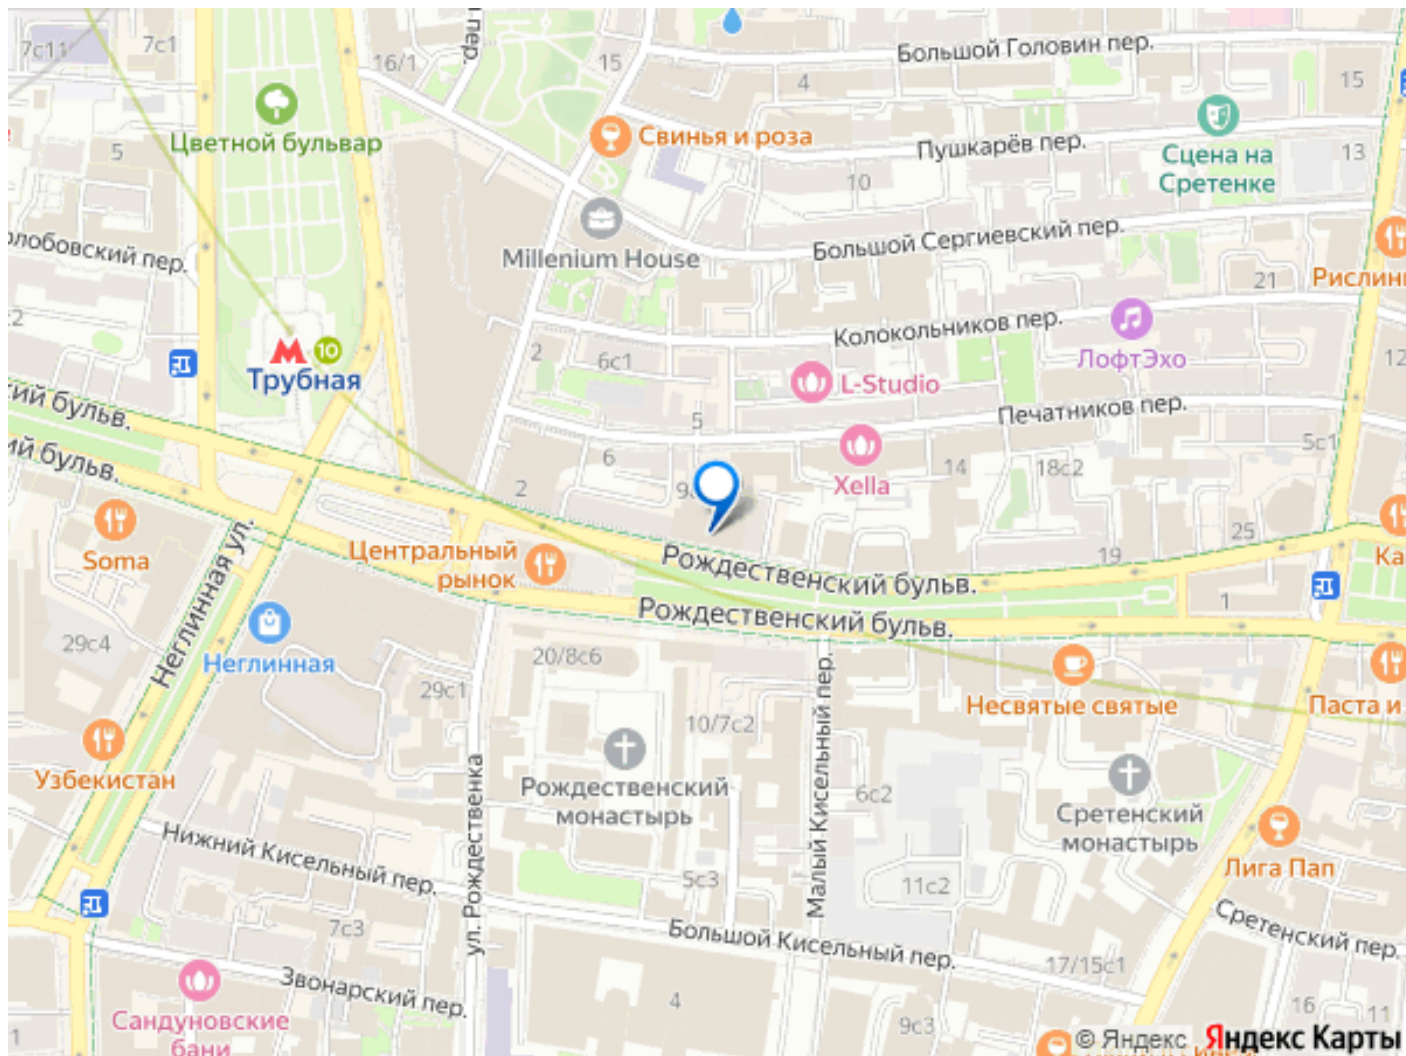 7с11
7с1
16/1
пер.
15
Большой Головин пер.
4
15
Цветной бульвар
5
Свинья и роза
Пушкарёв пер.
Сцена на
Сретенке
13
10
Millenium House
Большой Сергиевский пер.
пер.
21
2
Колокольников пер.
ЛофтЭхо
12
2
6с1
10
Трубная
L-Studio
Печатников пер.
5
5с1
6
Xella
14
18с2
2
бульв.
бульв.
25
Soma
Неглинная ул.
Центральный
рынок
Рождественский бульв.
19
Рождественский бульв.
1
29с4
Неглинная
20/8с6
29с1
10/7с2
Малый Кисельный пер.
Несвятые святые
Паста и
Узбекистан
ул. Рождественка
Рождественский
монастырь
6с2
Сретенский
монастырь
Нижний Кисельный пер.
5с3
11с2
Лига Пап
7с3
Большой Кисельный пер.
Сретенский пер.
17/15с1
Звонарский пер.
Сандуновские
бани
4
9с3
16
11
1
© Яндекс Яндекс Карты